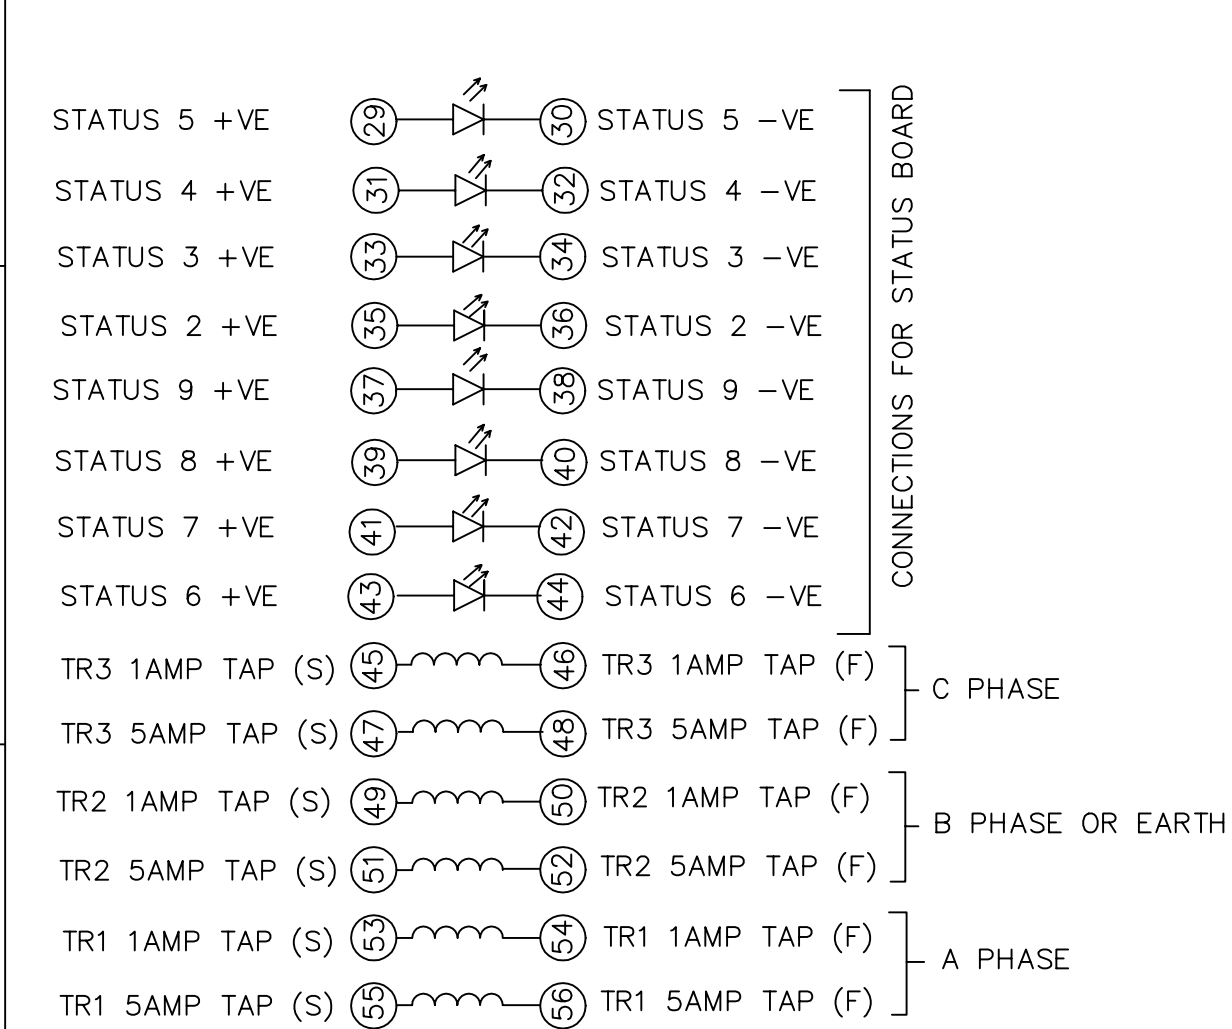 STATUS 5 +VE 29 30 STATUS 5 -VE
STATUS 4 +VE 31 32 STATUS 4 -VE
STATUS 3 +VE 33 34 STATUS 3 -VE
STATUS 2 +VE 35 36 STATUS 2 -VE
STATUS 9 +VE 37 38 STATUS 9 -VE
STATUS 8 +VE 39 40 STATUS 8 -VE
STATUS 7 +VE 41 42 STATUS 7 -VE
STATUS 6 +VE 43 44 STATUS 6 -VE
CONNECTIONS FOR STATUS BOARD
TR3 1AMP TAP (S) 45 46 TR3 1AMP TAP (F)
C PHASE
TR3 5AMP TAP (S) 47 48 TR3 5AMP TAP (F)
TR2 1AMP TAP (S) 49 50 TR2 1AMP TAP (F)
B PHASE OR EARTH
TR2 5AMP TAP (S) 51 52 TR2 5AMP TAP (F)
TR1 1AMP TAP (S) 53 54 TR1 1AMP TAP (F)
A PHASE
TR1 5AMP TAP (S) 55 56 TR1 5AMP TAP (F)